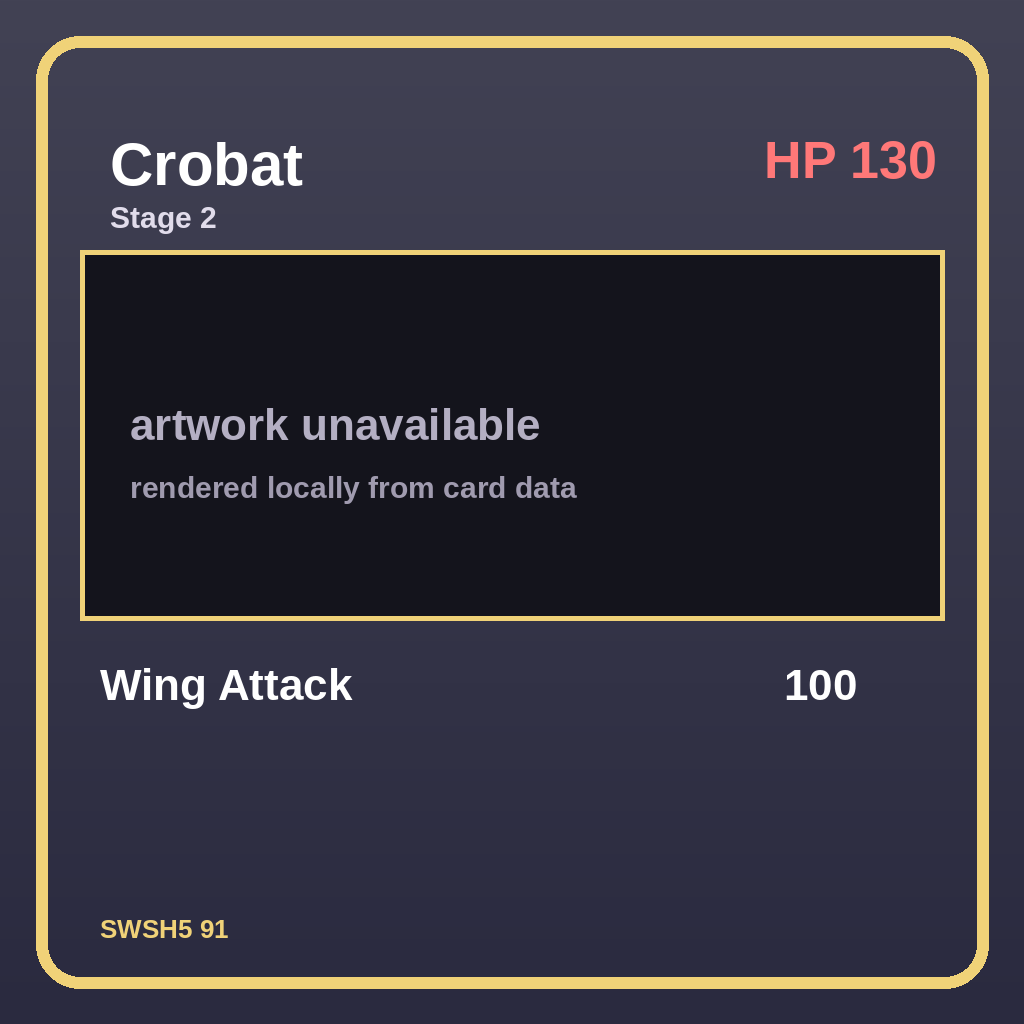 Crobat
HP 130
Stage 2
artwork unavailable
rendered locally from card data
Wing Attack 100
SWSH5 91